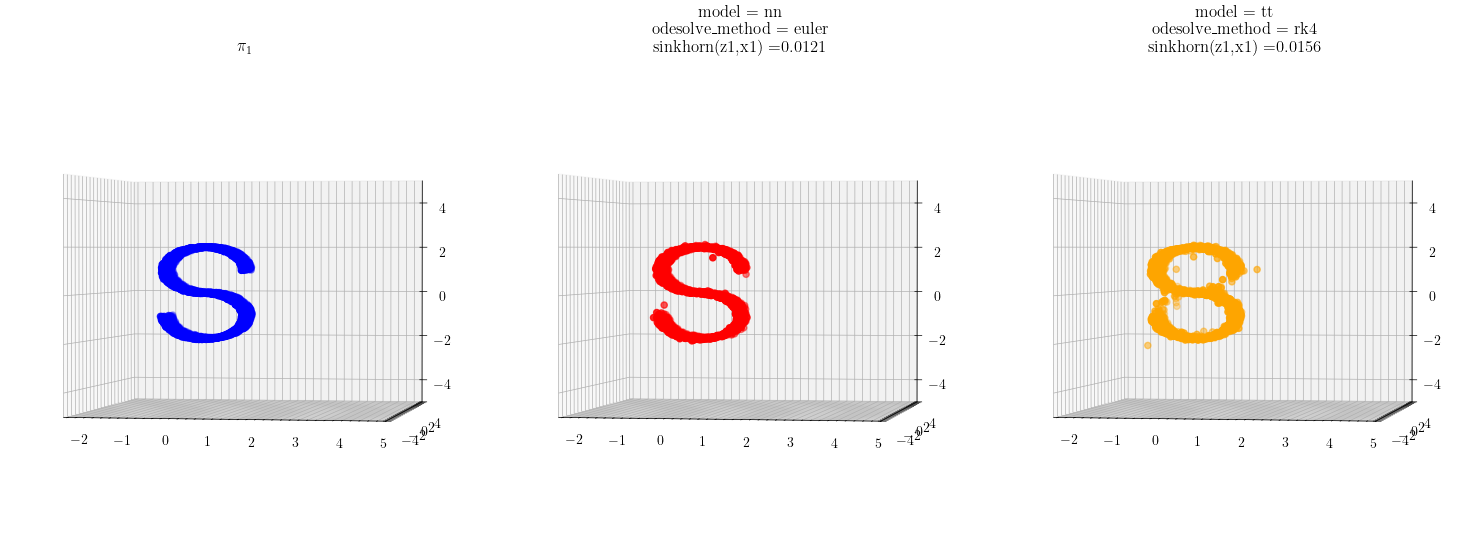 π₁
model = nn
odesolve_method = euler
sinkhorn(z1,x1) =0.0121
model = tt
odesolve_method = rk4
sinkhorn(z1,x1) =0.0156
4
2
0
−2
−4
−2 −1 0 1 2 3 4 5
4
2
0
−2
−4
−2 −1 0 1 2 3 4 5
4
2
0
−2
−4
−2 −1 0 1 2 3 4 5